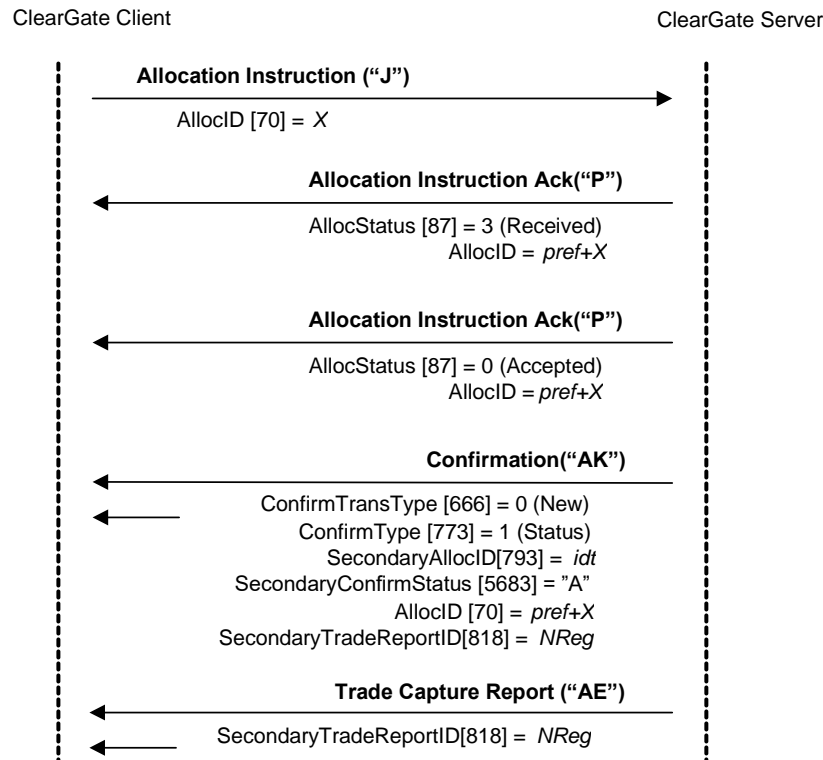 ClearGate Client
ClearGate Server
Allocation Instruction (“J”)
AllocID [70] = X
Allocation Instruction Ack(“P”)
AllocStatus [87] = 3 (Received)
AllocID = pref+X
Allocation Instruction Ack(“P”)
AllocStatus [87] = 0 (Accepted)
AllocID = pref+X
Confirmation(“AK”)
ConfirmTransType [666] = 0 (New)
ConfirmType [773] = 1 (Status)
SecondaryAllocID[793] = idt
SecondaryConfirmStatus [5683] = ”A”
AllocID [70] = pref+X
SecondaryTradeReportID[818] = NReg
Trade Capture Report (“AE”)
SecondaryTradeReportID[818] = NReg